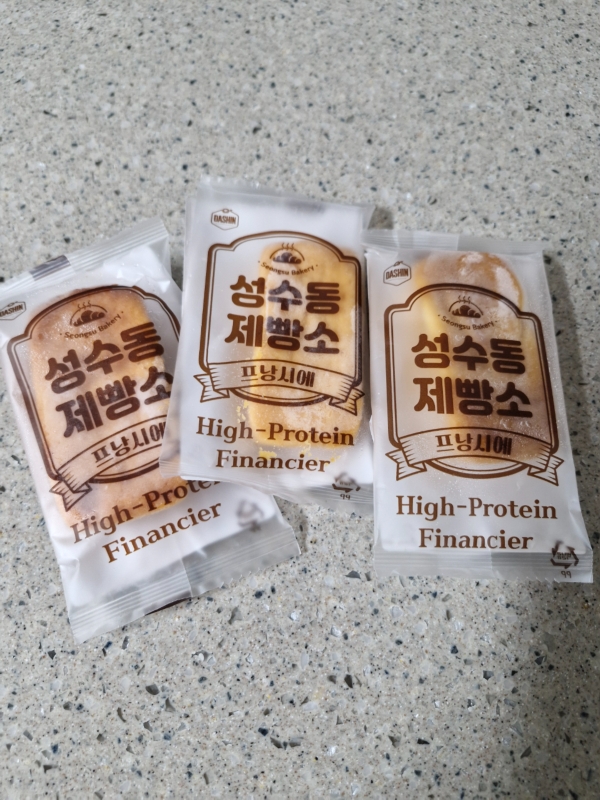 DASHIN
Seongsu Bakery
성수동
제빵소
프낭시에
High-Protein
Financier
DASHIN
Seongsu Bakery
성수동
제빵소
프낭시에
High-Protein
Financier
DASHIN
Seongsu Bakery
성수동
제빵소
프낭시에
High-Protein
Financier